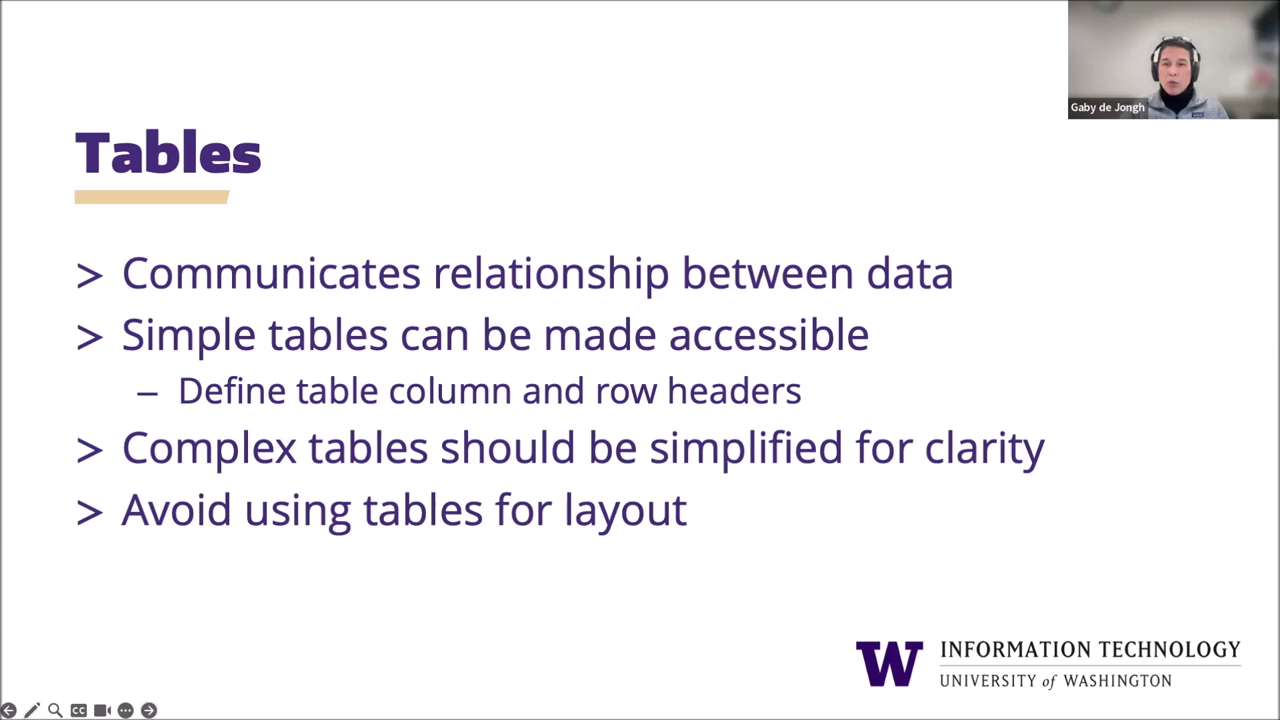 Gaby de Jongh
Tables
> Communicates relationship between data
> Simple tables can be made accessible
– Define table column and row headers
> Complex tables should be simplified for clarity
> Avoid using tables for layout
W INFORMATION TECHNOLOGY
UNIVERSITY of WASHINGTON
CC